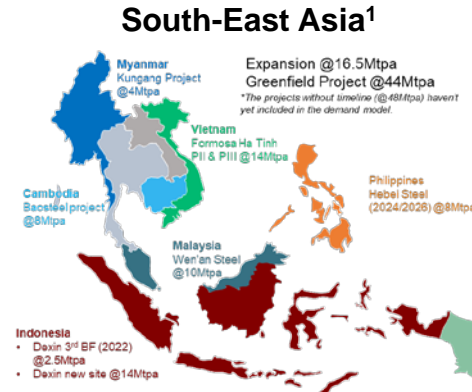 South-East Asia1
Expansion @16.5Mtpa
Greenfield Project @44Mtpa
*The projects without timeline (@48Mtpa) haven't
yet included in the demand model.
Myanmar
Kungang Project
@4Mtpa
Vietnam
Formosa Ha Tinh
PII & PIII @14Mtpa
Cambodia
Baosteel project
@8Mtpa
Philippines
Hebel Steel
(2024/2026) @8Mtpa
Malaysia
Wen'an Steel
@10Mtpa
Indonesia
• Dexin 3rd BF (2022)
@2.5Mtpa
• Dexin new site @14Mtpa